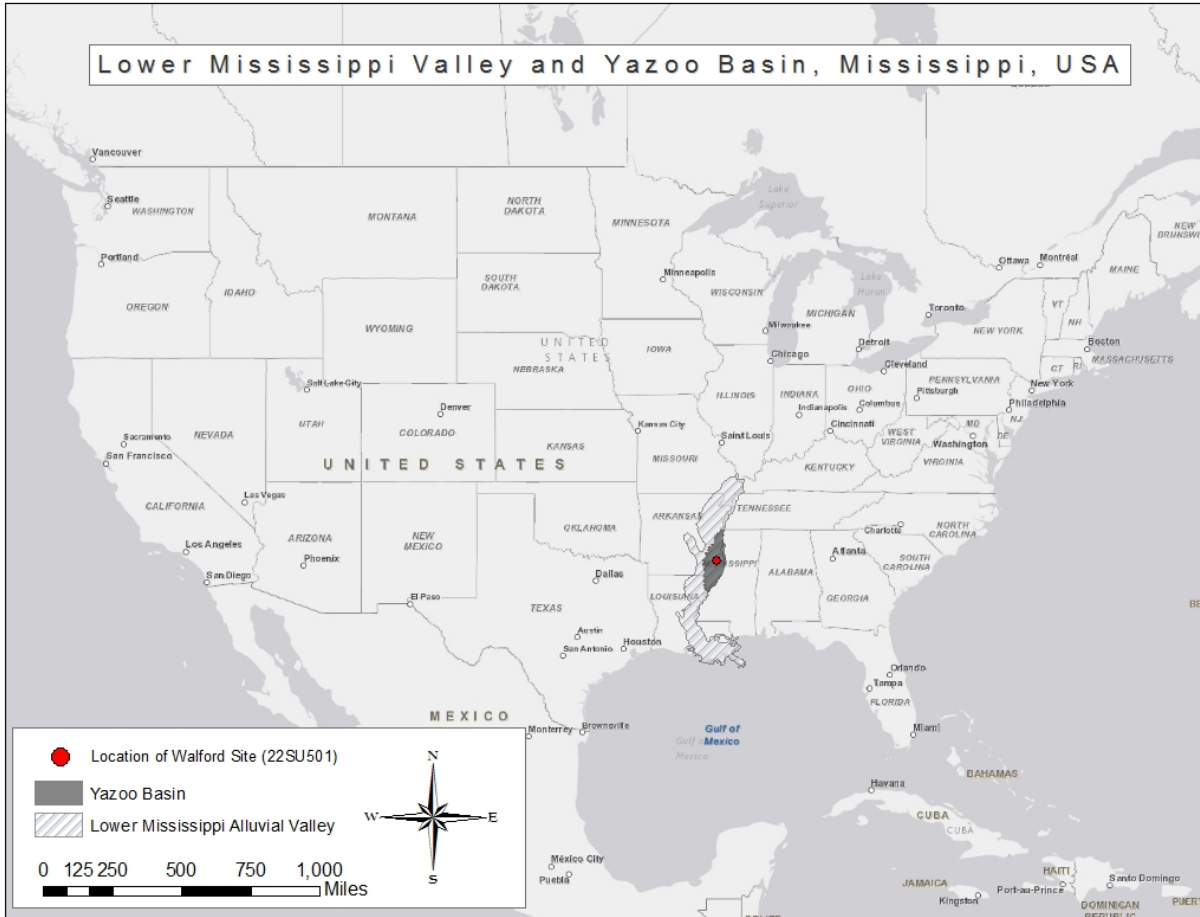 Lower Mississippi Valley and Yazoo Basin, Mississippi, USA
Vancouver
Seattle
WASHINGTON
MONTANA
NORTH
DAKOTA
MINNESOTA
Lake
Superior
NEW
BRUNSWI
Portland
Ottawa
Montréal
MAINE
OREGON
IDAHO
SOUTH
DAKOTA
Minneapolis
WISCONSIN
Lake
Huron
MICHIGAN
Toronto
VT
NH
NEW YORK
WYOMING
Milwaukee
Detroit
Boston
MASSACHUSETTS
UNITED
STATES
IOWA
Chicago
Cleveland
CT
RI
NEBRASKA
PENNSYLVANIA
New York
Salt Lake City
ILLINOIS
INDIANA
OHIO
Pittsburgh
Philadelphia
Denver
Indianapolis
Columbus
NJ
NEVADA
UTAH
COLORADO
Kansas City
Cincinnati
MD
DE
Sacramento
San Francisco
KANSAS
Saint Louis
WEST
VIRGINIA
Washington
UNITED STATES
MISSOURI
KENTUCKY
VIRGINIA
Las Vegas
CALIFORNIA
TENNESSEE
ARIZONA
NEW
MEXICO
OKLAHOMA
ARKANSAS
Charlotte
NORTH
CAROLINA
Los Angeles
Phoenix
Atlanta
SOUTH
CAROLINA
San Diego
Dallas
SSIPPI
ALABAMA
El Paso
TEXAS
LOUISIANA
GEORGIA
Austin
San Antonio
Houston
Orlando
Tampa
FLORIDA
MEXICO
Monterrey
Brownsville
Gulf of
Mexico
Gulf of
Mexico
Miami
BAHAMAS
Havana
CUBA
CUBA
México City
Puebla
HAITI
JAMAICA
Kingston
Port-au-Prince
Santo Domingo
DOMINICAN
REPUBLIC
Location of Walford Site (22SU501)
Yazoo Basin
Lower Mississippi Alluvial Valley
N
W
E
S
0 125 250 500 750 1,000
Miles